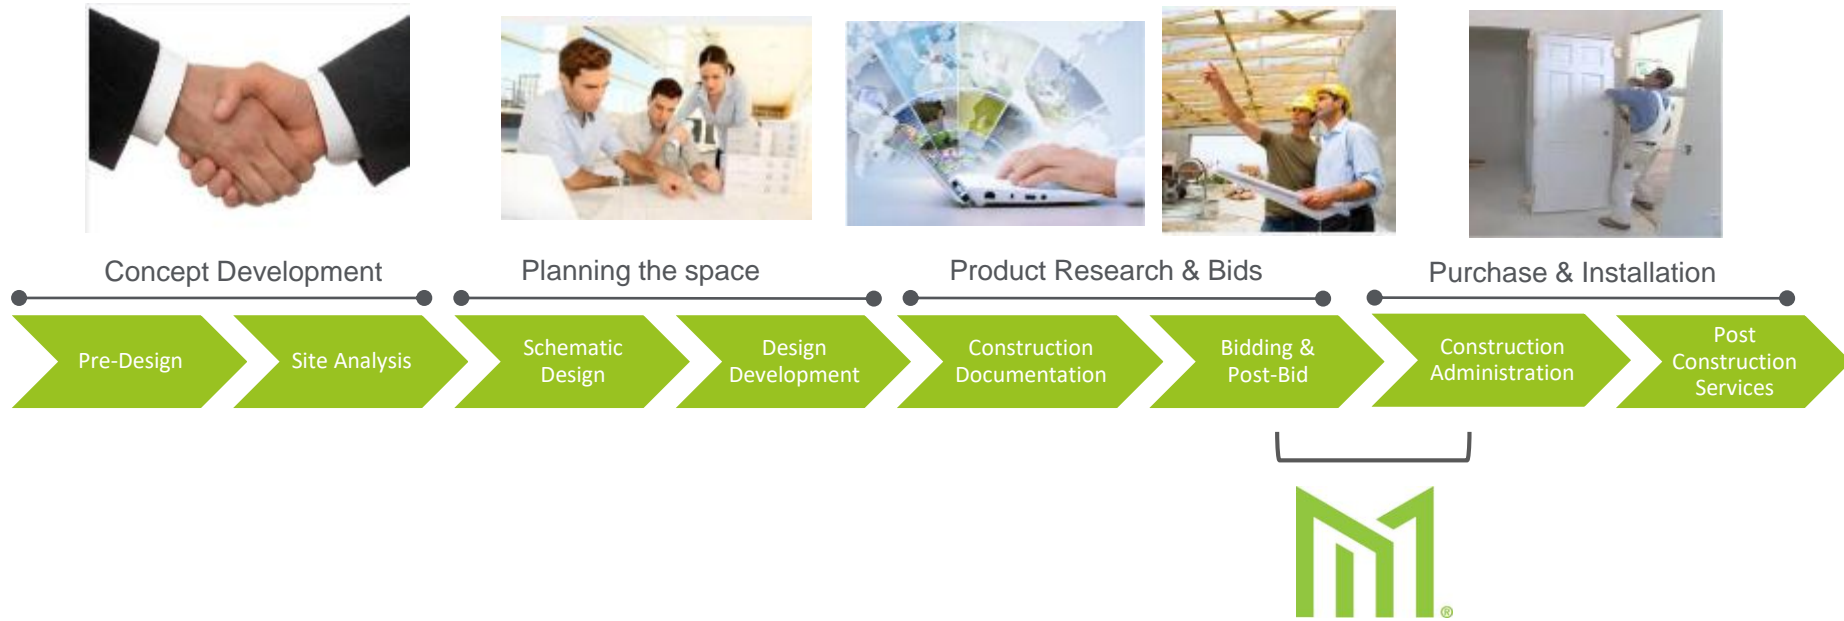 Concept Development
Planning the space
Product Research & Bids
Purchase & Installation
Pre-Design
Site Analysis
Schematic
Design
Design
Development
Construction
Documentation
Bidding &
Post-Bid
Construction
Administration
Post
Construction
Services
®